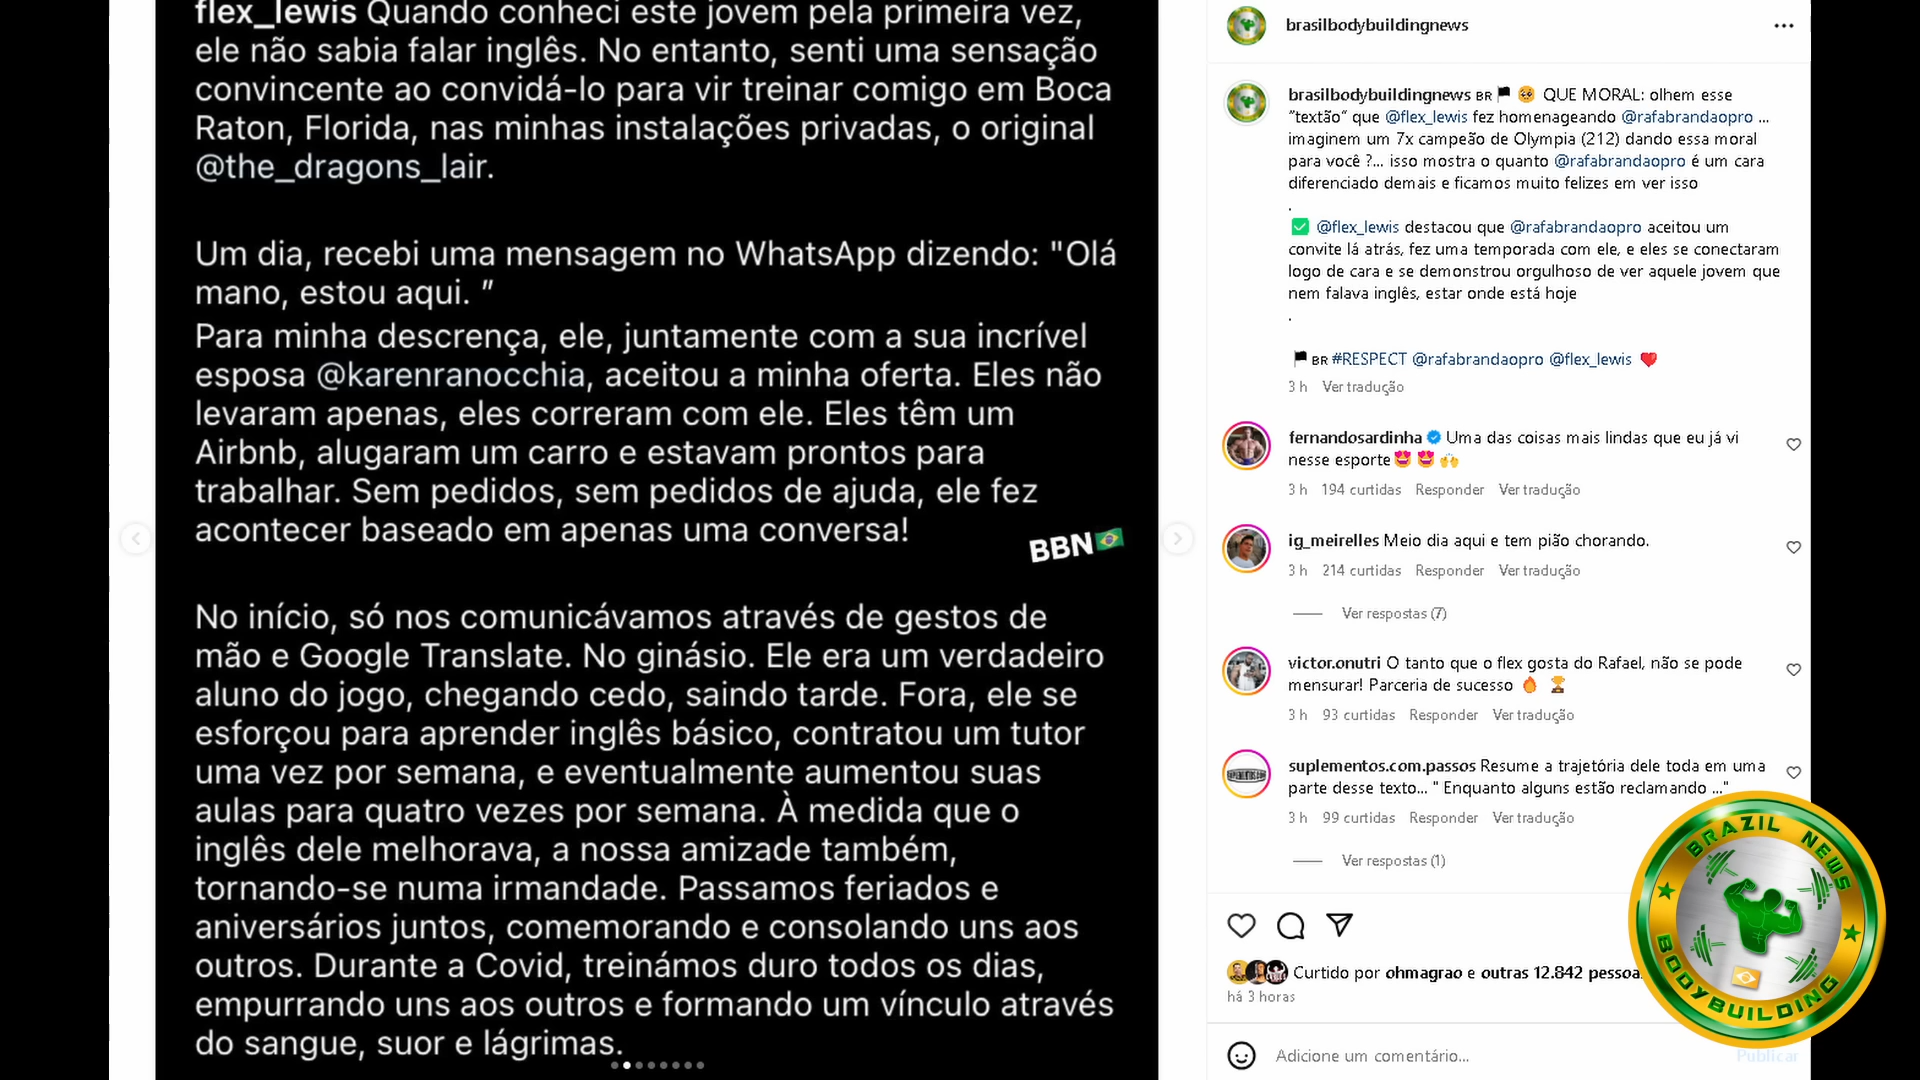 flex_lewis Quando conheci este jovem pela primeira vez,
ele não sabia falar inglês. No entanto, senti uma sensação
convincente ao convidá-lo para vir treinar comigo em Boca
Raton, Florida, nas minhas instalações privadas, o original
@the_dragons_lair.
Um dia, recebi uma mensagem no WhatsApp dizendo: "Olá
mano, estou aqui. ”
Para minha descrença, ele, juntamente com a sua incrível
esposa @karenranocchia, aceitou a minha oferta. Eles não
levaram apenas, eles correram com ele. Eles têm um
Airbnb, alugaram um carro e estavam prontos para
trabalhar. Sem pedidos, sem pedidos de ajuda, ele fez
acontecer baseado em apenas uma conversa!
BBN
No início, só nos comunicávamos através de gestos de
mão e Google Translate. No ginásio. Ele era um verdadeiro
aluno do jogo, chegando cedo, saindo tarde. Fora, ele se
esforçou para aprender inglês básico, contratou um tutor
uma vez por semana, e eventualmente aumentou suas
aulas para quatro vezes por semana. À medida que o
inglês dele melhorava, a nossa amizade também,
tornando-se numa irmandade. Passamos feriados e
aniversários juntos, comemorando e consolando uns aos
outros. Durante a Covid, treinámos duro todos os dias,
empurrando uns aos outros e formando um vínculo através
do sangue, suor e lágrimas.
brasilbodybuildingnews
brasilbodybuildingnews BR 🏴 🥹 QUE MORAL: olhem esse
“textão” que @flex_lewis fez homenageando @rafabrandaopro ...
imaginem um 7x campeão de Olympia (212) dando essa moral
para você ?... isso mostra o quanto @rafabrandaopro é um cara
diferenciado demais e ficamos muito felizes em ver isso
.
✅ @flex_lewis destacou que @rafabrandaopro aceitou um
convite lá atrás, fez uma temporada com ele, e eles se conectaram
logo de cara e se demonstrou orgulhoso de ver aquele jovem que
nem falava inglês, estar onde está hoje
.
🏴 BR #RESPECT @rafabrandaopro @flex_lewis ❤️
3 h Ver tradução
fernandosardinha Uma das coisas mais lindas que eu já vi
nesse esporte🤩 🤩 🙌
3 h 194 curtidas Responder Ver tradução
ig_meirelles Meio dia aqui e tem pião chorando.
3 h 214 curtidas Responder Ver tradução
Ver respostas (7)
victor.onutri O tanto que o flex gosta do Rafael, não se pode
mensurar! Parceria de sucesso 🔥 🏆
3 h 93 curtidas Responder Ver tradução
suplementos.com.passos Resume a trajetória dele toda em uma
parte desse texto... " Enquanto alguns estão reclamando ..."
3 h 99 curtidas Responder Ver tradução
Ver respostas (1)
Curtido por ohmagrao e outras 12.842 pessoa
há 3 horas
Adicione um comentário...
Publicar
BRAZIL NEWS
BODYBUILDING